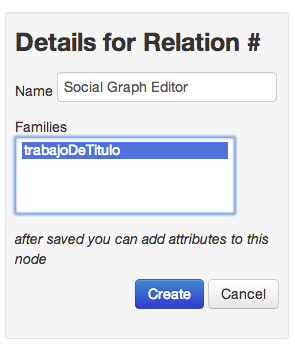 Details for Relation #
Name Social Graph Editor
Families
trabajoDeTitulo
after saved you can add attributes to this
node
Create Cancel